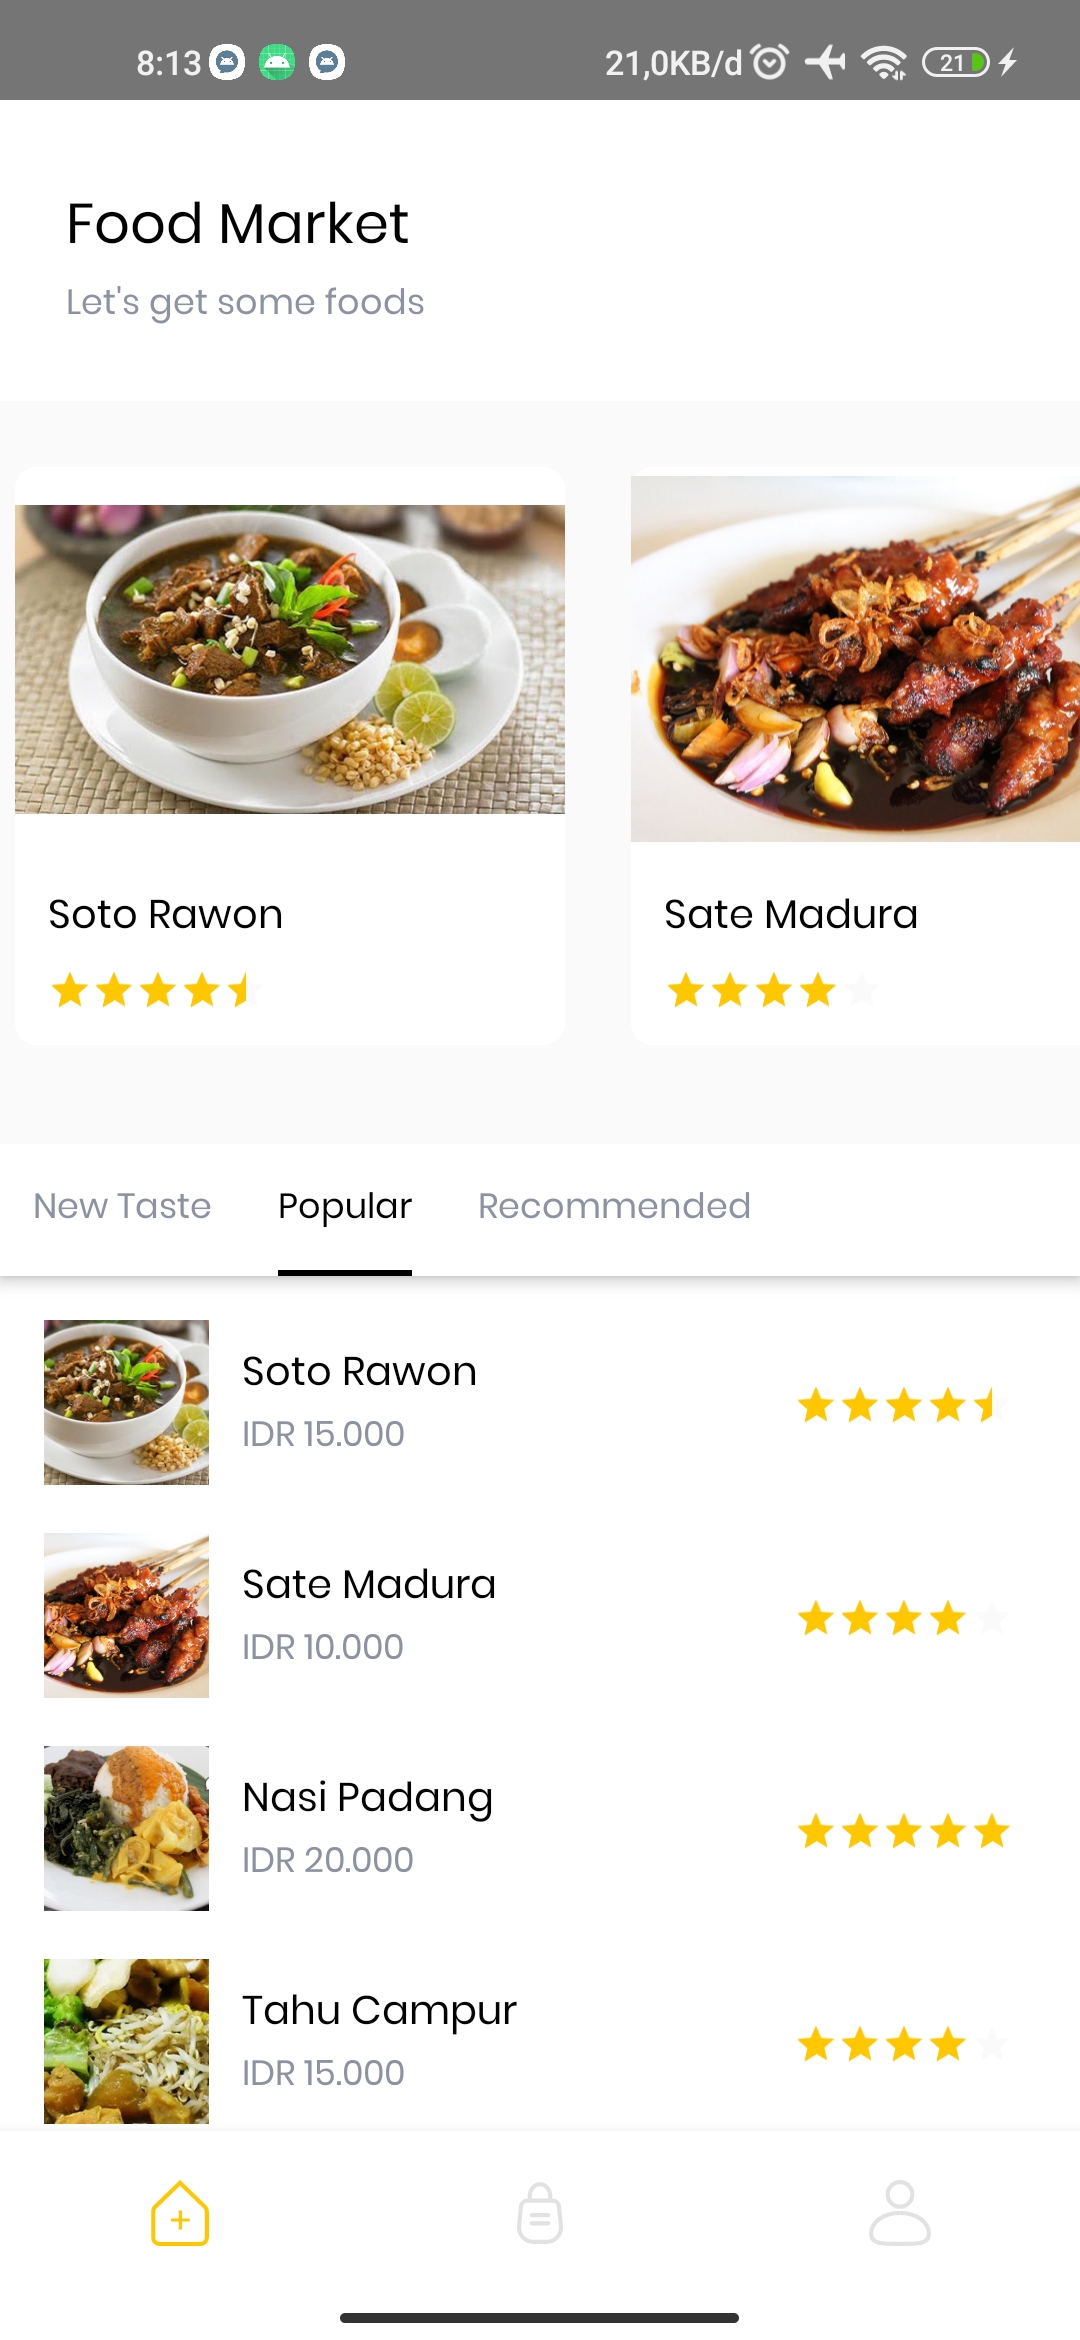 8:13 21,0KB/d 21
Food Market
Let's get some foods
Soto Rawon
Sate Madura
New Taste Popular Recommended
Soto Rawon
IDR 15.000
Sate Madura
IDR 10.000
Nasi Padang
IDR 20.000
Tahu Campur
IDR 15.000